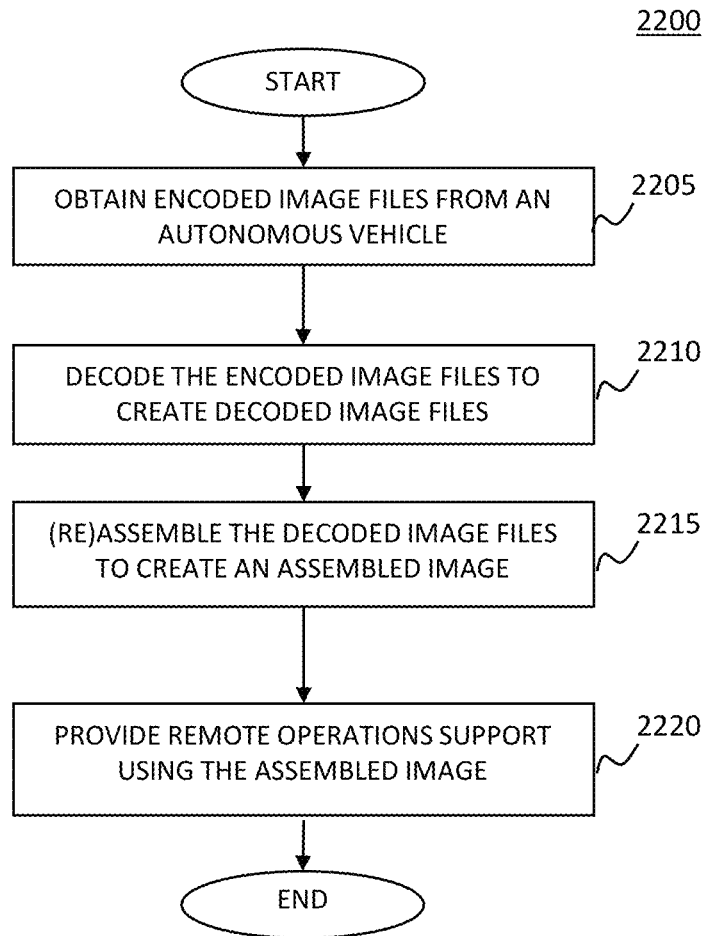 2200
START
OBTAIN ENCODED IMAGE FILES FROM AN
AUTONOMOUS VEHICLE
2205
DECODE THE ENCODED IMAGE FILES TO
CREATE DECODED IMAGE FILES
2210
(RE)ASSEMBLE THE DECODED IMAGE FILES
TO CREATE AN ASSEMBLED IMAGE
2215
PROVIDE REMOTE OPERATIONS SUPPORT
USING THE ASSEMBLED IMAGE
2220
END